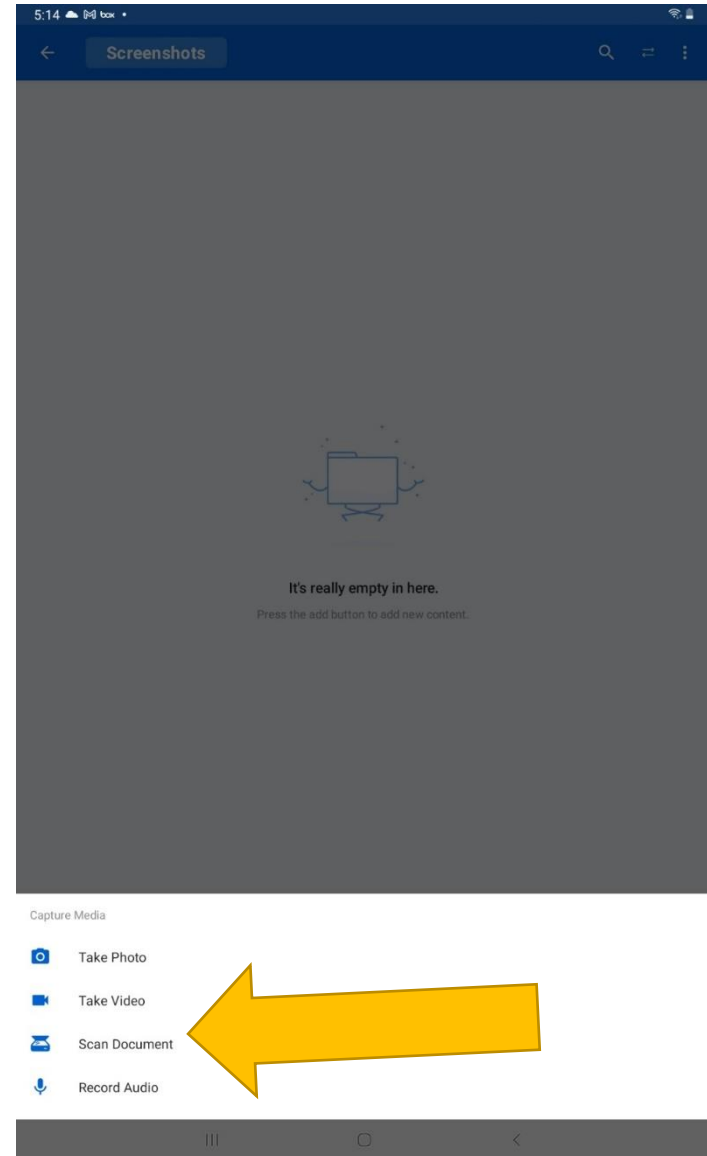 5:14 box •
Screenshots
It's really empty in here.
Press the add button to add new content.
Capture Media
Take Photo
Take Video
Scan Document
Record Audio